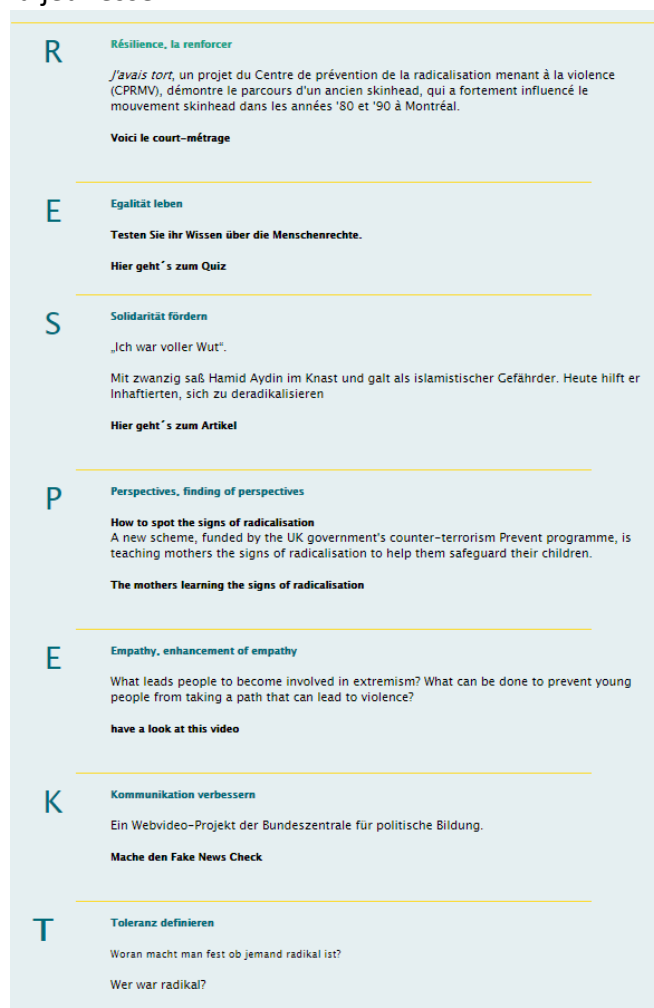 R
Résilience, la renforcer
J'avais tort, un projet du Centre de prévention de la radicalisation menant à la violence
(CPRMV), démontre le parcours d'un ancien skinhead, qui a fortement influencé le
mouvement skinhead dans les années '80 et '90 à Montréal.
Voici le court-métrage
E
Egalität leben
Testen Sie ihr Wissen über die Menschenrechte.
Hier geht´s zum Quiz
S
Solidarität fördern
„Ich war voller Wut“.
Mit zwanzig saß Hamid Aydin im Knast und galt als islamistischer Gefährder. Heute hilft er
Inhaftierten, sich zu deradikalisieren
Hier geht´s zum Artikel
P
Perspectives, finding of perspectives
How to spot the signs of radicalisation
A new scheme, funded by the UK government's counter-terrorism Prevent programme, is
teaching mothers the signs of radicalisation to help them safeguard their children.
The mothers learning the signs of radicalisation
E
Empathy, enhancement of empathy
What leads people to become involved in extremism? What can be done to prevent young
people from taking a path that can lead to violence?
have a look at this video
K
Kommunikation verbessern
Ein Webvideo-Projekt der Bundeszentrale für politische Bildung.
Mache den Fake News Check
T
Toleranz definieren
Woran macht man fest ob jemand radikal ist?
Wer war radikal?